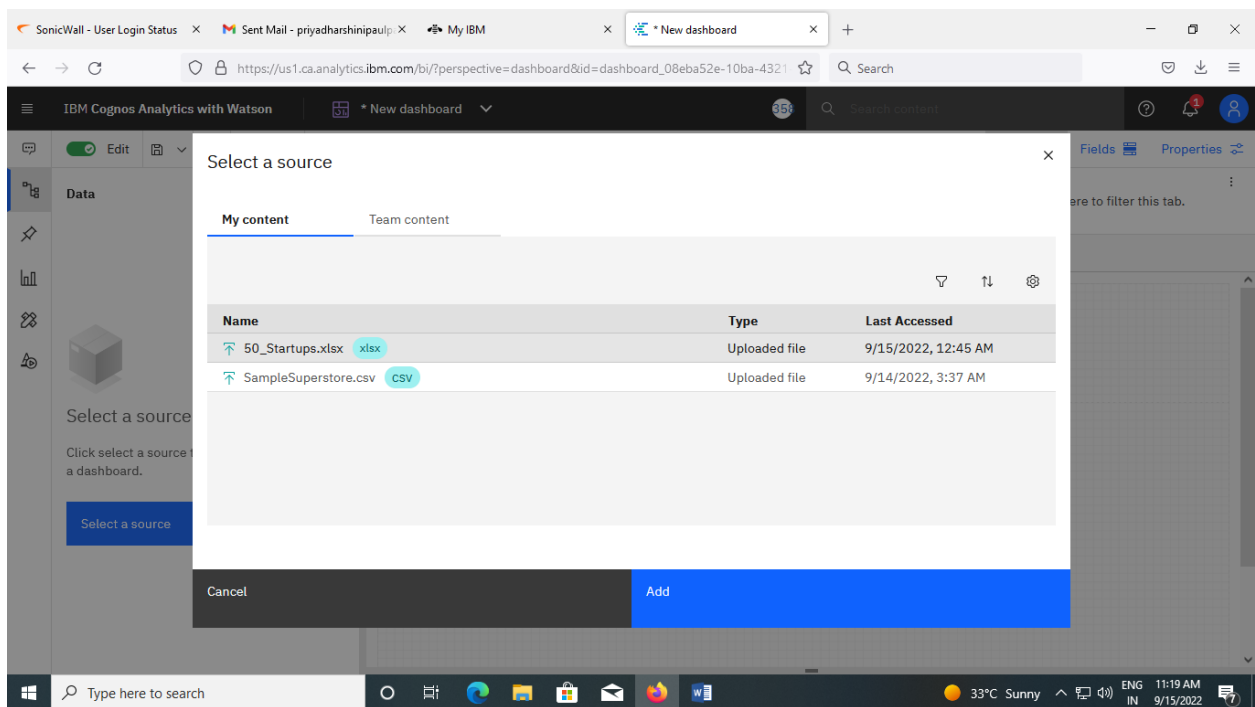 SonicWall - User Login Status
Sent Mail - priyadharshinipaulp
My IBM
* New dashboard
https://us1.ca.analytics.ibm.com/bi/?perspective=dashboard&id=dashboard_08eba52e-10ba-4321
Search
IBM Cognos Analytics with Watson
* New dashboard
Search content
1
Edit
Fields
Properties
Data
ere to filter this tab.
Select a source
My content
Team content
Name
Type
Last Accessed
50_Startups.xlsx
xlsx
Uploaded file
9/15/2022, 12:45 AM
SampleSuperstore.csv
csv
Uploaded file
9/14/2022, 3:37 AM
Select a source
Click select a source
a dashboard.
Select a source
Cancel
Add
Type here to search
33°C Sunny
ENG
IN
11:19 AM
9/15/2022
7